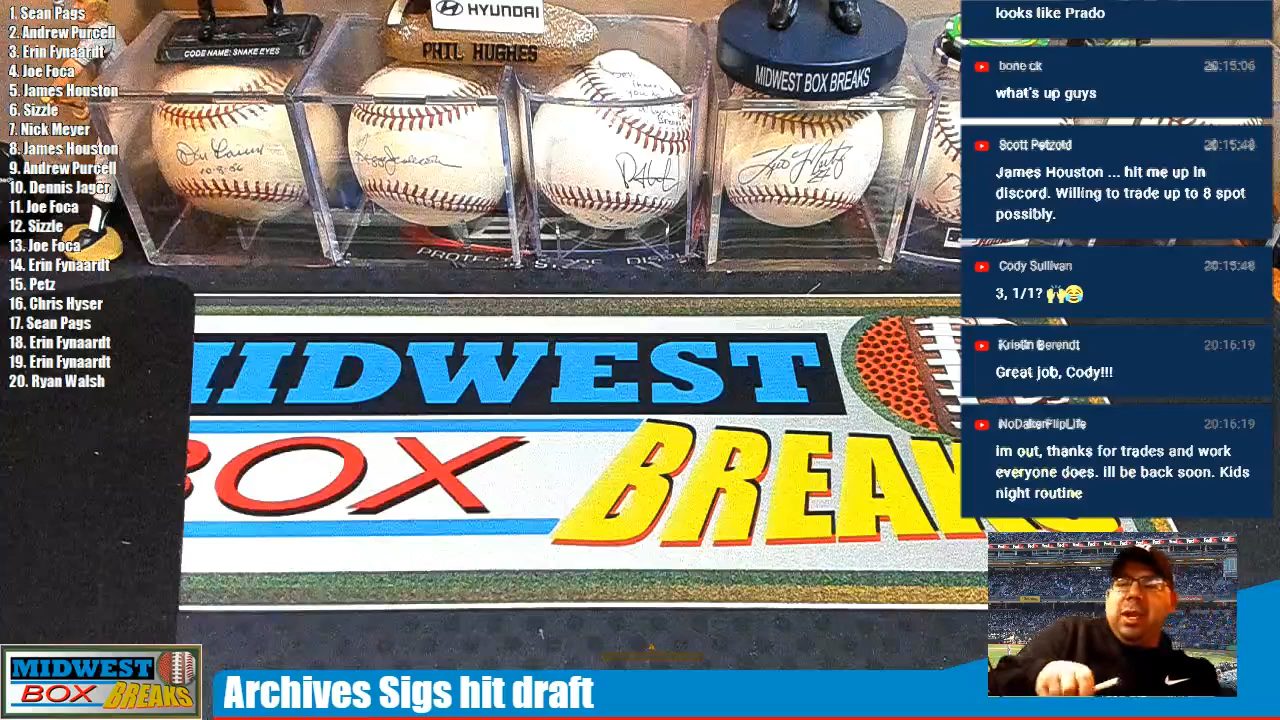 1. Sean Pags
2. Andrew Purcell
3. Erin Fynaardt
4. Joe Foca
5. James Houston
6. Sizzle
7. Nick Meyer
8. James Houston
9. Andrew Purcell
10. Dennis Jager
11. Joe Foca
12. Sizzle
13. Joe Foca
14. Erin Fynaardt
15. Petz
16. Chris Hyser
17. Sean Pags
18. Erin Fynaardt
19. Erin Fynaardt
20. Ryan Walsh
CODE NAME: SNAKE EYES
HYUNDAI
PHIL HUGHES
MIDWEST BOX BREAKS
MIDWEST
BOX BREAKS
looks like Prado
bone ck 20:15:06
what's up guys
Scott Petzold 20:15:48
James Houston ... hit me up in
discord. Willing to trade up to 8 spot
possibly.
Cody Sullivan 20:15:48
3, 1/1? 🙌😂
Kristin Berendt 20:16:19
Great job, Cody!!!
NoDakerFlipLife 20:16:19
Im out, thanks for trades and work
everyone does. ill be back soon. Kids
night routine
MIDWEST
BOX BREAKS
Archives Sigs hit draft